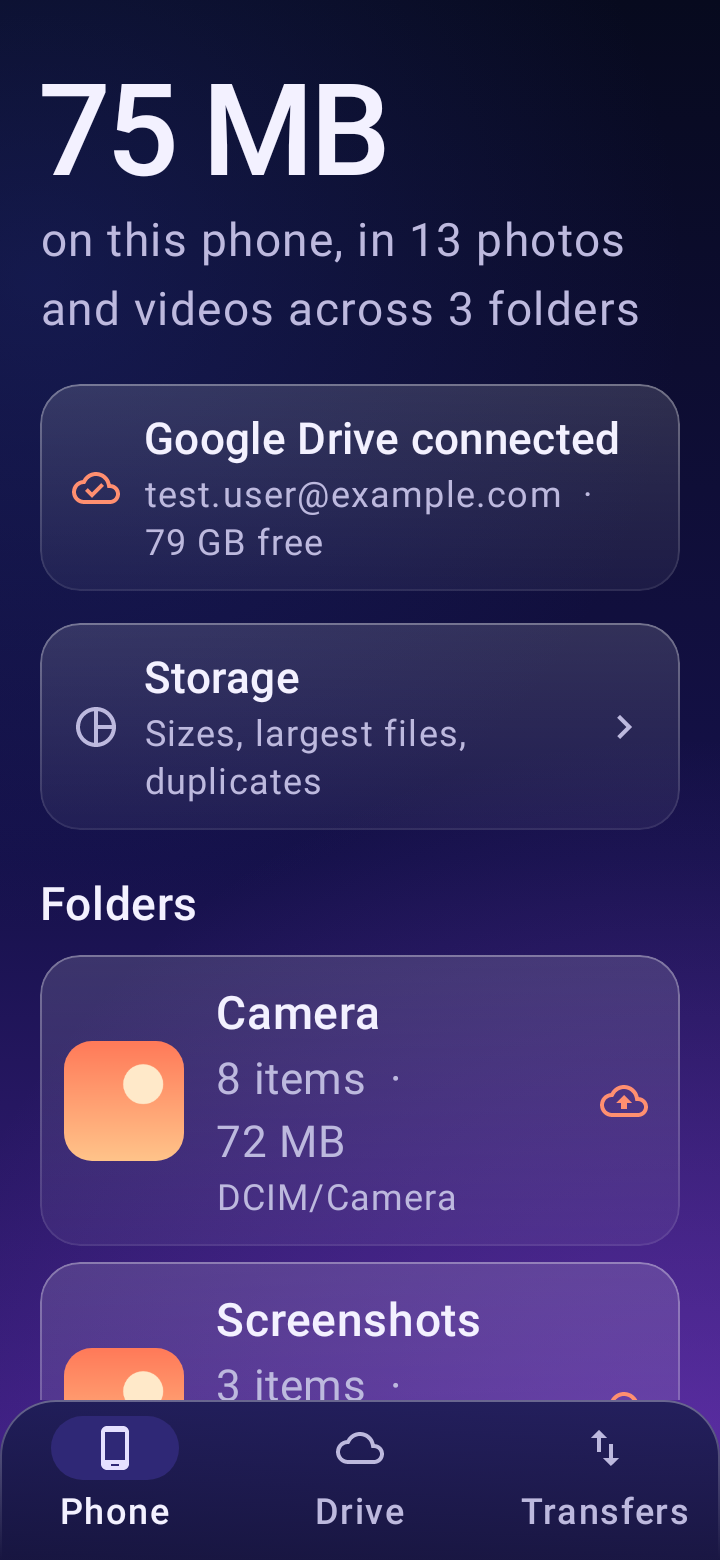 75 MB
on this phone, in 13 photos
and videos across 3 folders
Google Drive connected
test.user@example.com ·
79 GB free
Storage
Sizes, largest files,
duplicates
Folders
Camera
8 items ·
72 MB
DCIM/Camera
Screenshots
3 items ·
Phone
Drive
Transfers